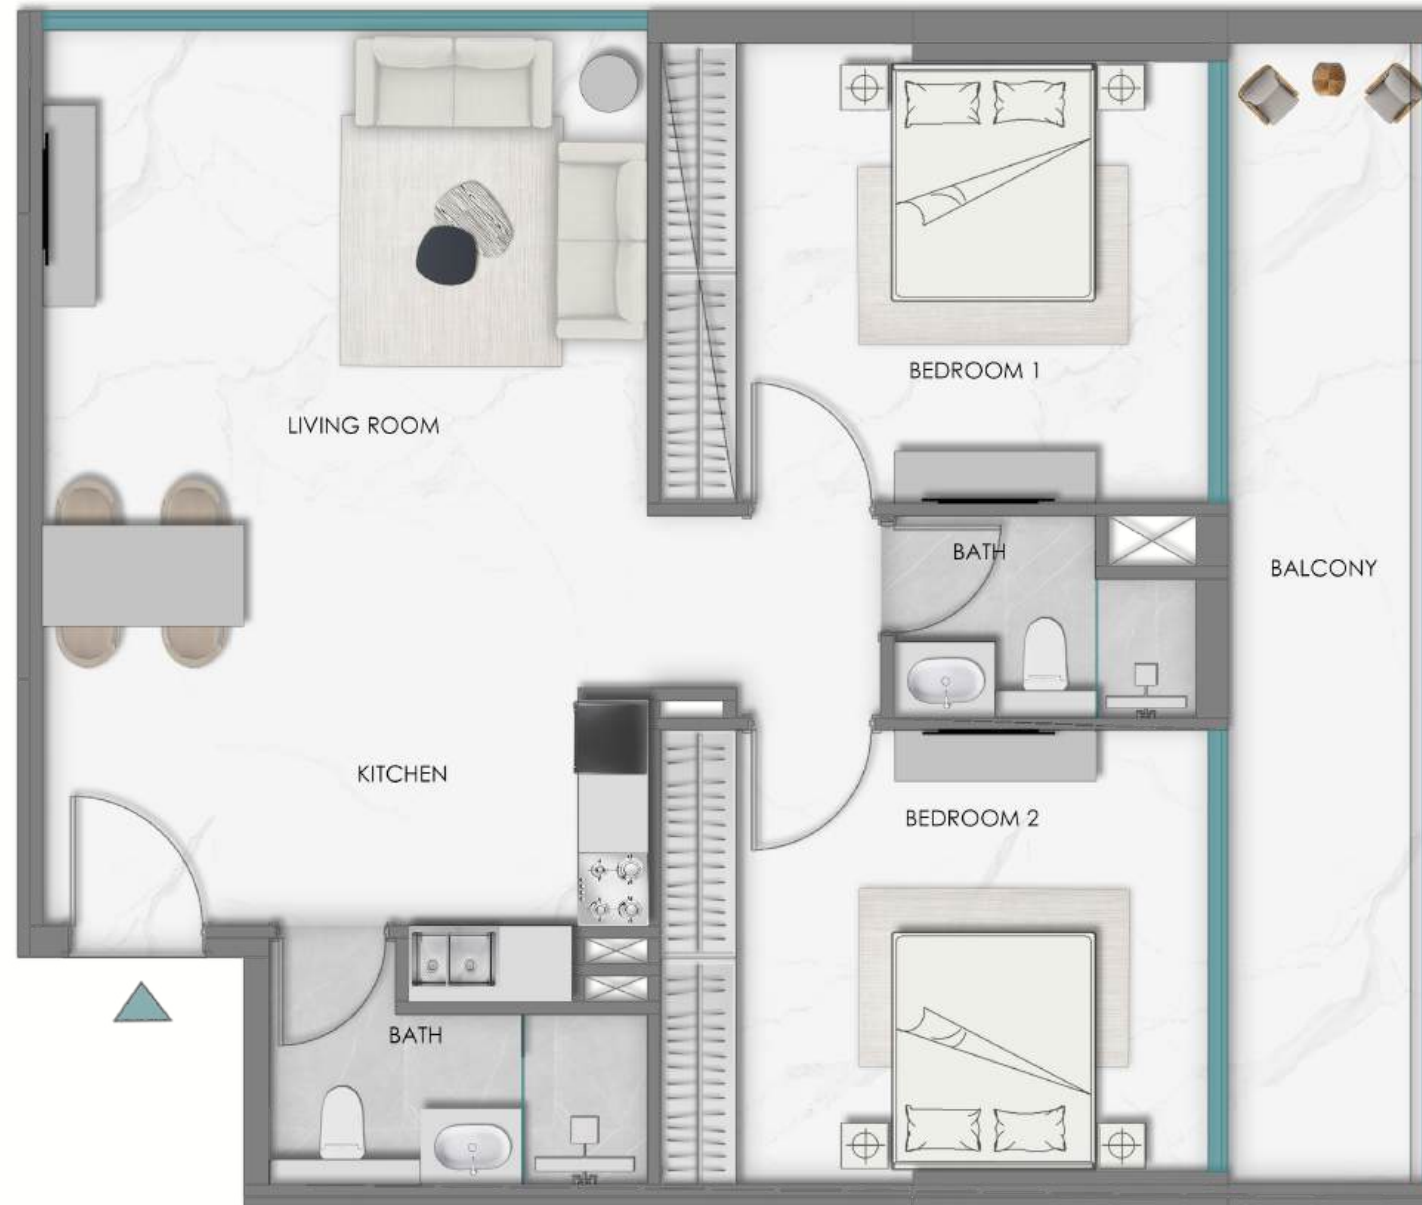 BEDROOM 1
LIVING ROOM
BATH
BALCONY
KITCHEN
BEDROOM 2
BATH